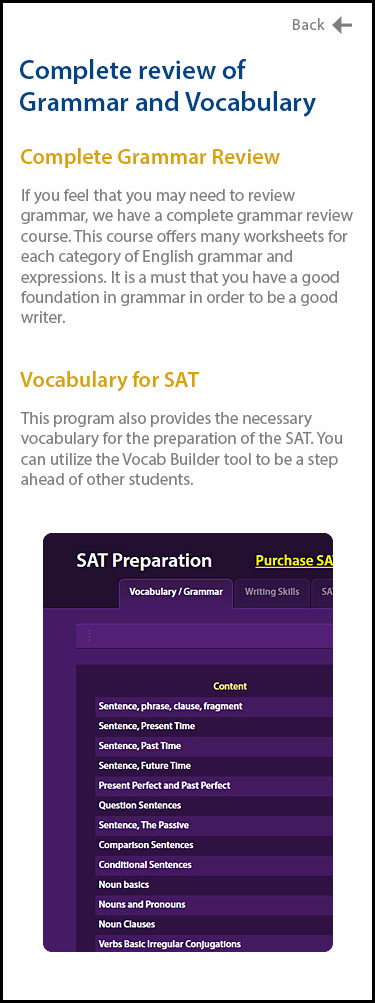 Back
Complete review of
Grammar and Vocabulary
Complete Grammar Review
If you feel that you may need to review
grammar, we have a complete grammar review
course. This course offers many worksheets for
each category of English grammar and
expressions. It is a must that you have a good
foundation in grammar in order to be a good
writer.
Vocabulary for SAT
This program also provides the necessary
vocabulary for the preparation of the SAT. You
can utilize the Vocab Builder tool to be a step
ahead of other students.
SAT Preparation Purchase SAT
Vocabulary / Grammar Writing Skills SA
Content
Sentence, phrase, clause, fragment
Sentence, Present Time
Sentence, Past Time
Sentence, Future Time
Present Perfect and Past Perfect
Question Sentences
Sentence, The Passive
Comparison Sentences
Conditional Sentences
Noun basics
Nouns and Pronouns
Noun Clauses
Verbs Basic Irregular Conjugations